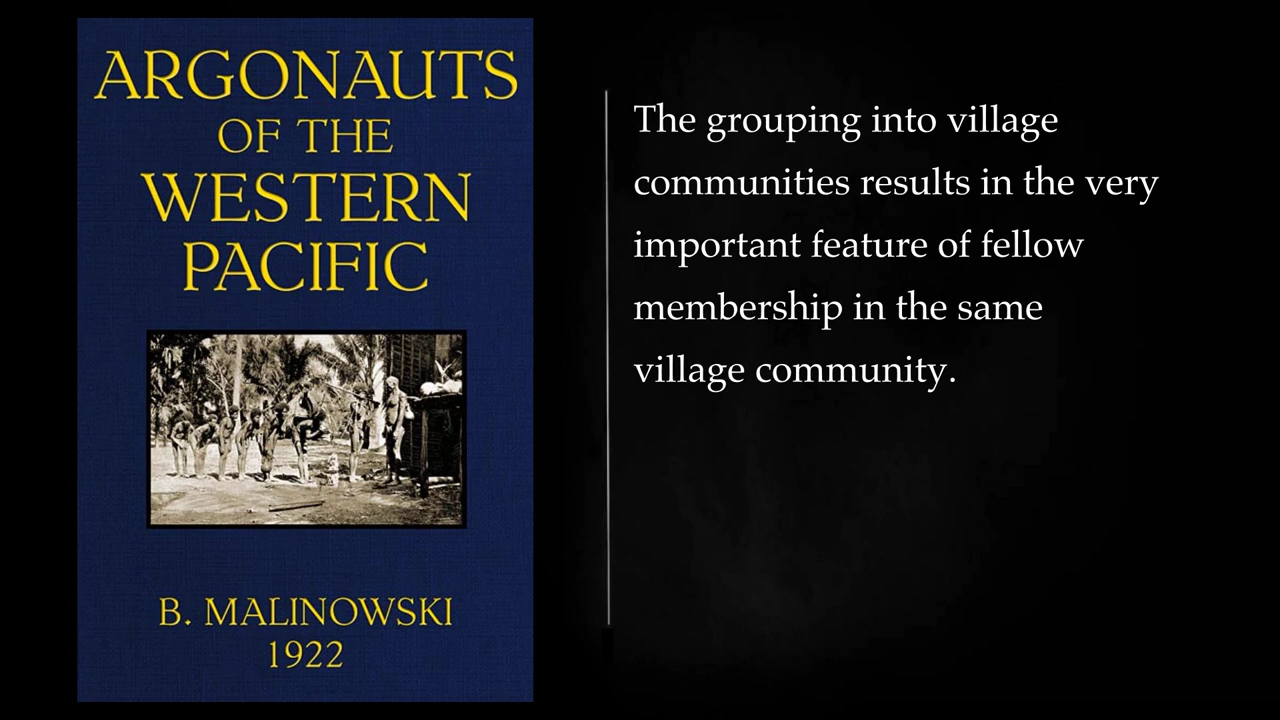 ARGONAUTS
OF THE
WESTERN
PACIFIC
B. MALINOWSKI
1922
The grouping into village
communities results in the very
important feature of fellow
membership in the same
village community.